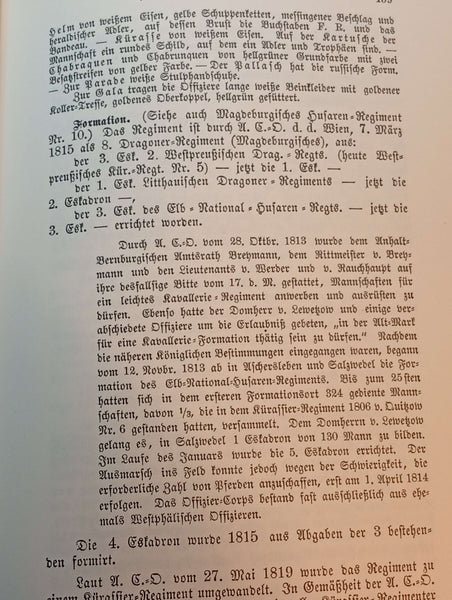 Helm von weißem Eisen, gelbe Schuppenketten, messingener Beschlag und
heraldischer Adler, auf dessen Brust die Buchstaben F. R. und das
Bandeau. — Kürasse von weißem Eisen. Auf der Kartusche der
Mannschaft ein rundes Schild, auf dem ein Adler und Trophäen sind. —
Chabraquen und Chabrunken von hellgrüner Grundfarbe mit zwei
Besatzstreifen von gelber Farbe. — Der Pallasch hat die russische Form.
— Zur Parade weiße Stulphandschuhe.
— Zur Gala tragen die Offiziere lange weiße Beinkleider mit goldener
Koller-Tresse, goldenes Oberkoppel, hellgrün gefüttert.
Formation. (Siehe auch Magdeburgisches Husaren-Regiment
Nr. 10.) Das Regiment ist durch A. C.-O. d. d. Wien, 7. März
1815 als 8. Dragoner-Regiment (Magdeburgisches), aus:
der 3. Esk. 2. Westpreußischen Drag.-Regts. (heute West-
preußisches Kür.-Regt. Nr. 5) — jetzt die 1. Esk. —
der 1. Esk. Litthauischen Dragoner-Regiments — jetzt die
2. Eskadron —,
der 3. Esk. des Elb-National-Husaren-Regts. — jetzt die
3. Esk. — errichtet worden.
Durch A. C.-O. vom 28. Oktbr. 1813 wurde dem Anhalt-
Bernburgischen Amtsrath Breymann, dem Rittmeister v. Brey-
mann und den Lieutenants v. Werder und v. Rauchhaupt auf
ihre desfallsige Bitte vom 17. d. M. gestattet, Mannschaften für
ein leichtes Kavallerie-Regiment anwerben und ausrüsten zu
dürfen. Ebenso hatte der Domherr v. Lewetzow und einige ver-
abschiedete Offiziere um die Erlaubniß gebeten, „in der Alt-Mark
für eine Kavallerie-Formation thätig sein zu dürfen.“ Nachdem
die näheren Königlichen Bestimmungen eingegangen waren, begann
vom 12. Novbr. 1813 ab in Aschersleben und Salzwedel die For-
mation des Elb-National-Husaren-Regiments. Bis zum 25sten
hatten sich in dem ersteren Formationsort 324 gediente Mann-
schaften, davon 1/3, die in dem Kürassier-Regiment 1806 v. Quitzow
Nr. 6 gestanden hatten, versammelt. Dem Domherrn v. Lewetzow
gelang es, in Salzwedel 1 Eskadron von 130 Mann zu bilden.
Im Laufe des Januars wurde die 5. Eskadron errichtet. Der
Ausmarsch ins Feld konnte jedoch wegen der Schwierigkeit, die
erforderliche Zahl von Pferden anzuschaffen, erst am 1. April 1814
erfolgen. Das Offizier-Corps bestand fast ausschließlich aus ehe-
mals Westphälischen Offizieren.
Die 4. Eskadron wurde 1815 aus Abgaben der 3 bestehen-
den formirt.
Laut A. C.-O. vom 27. Mai 1819 wurde das Regiment zu
einem Kürassier-Regiment umgewandelt. In Gemäßheit der A. C.-O.